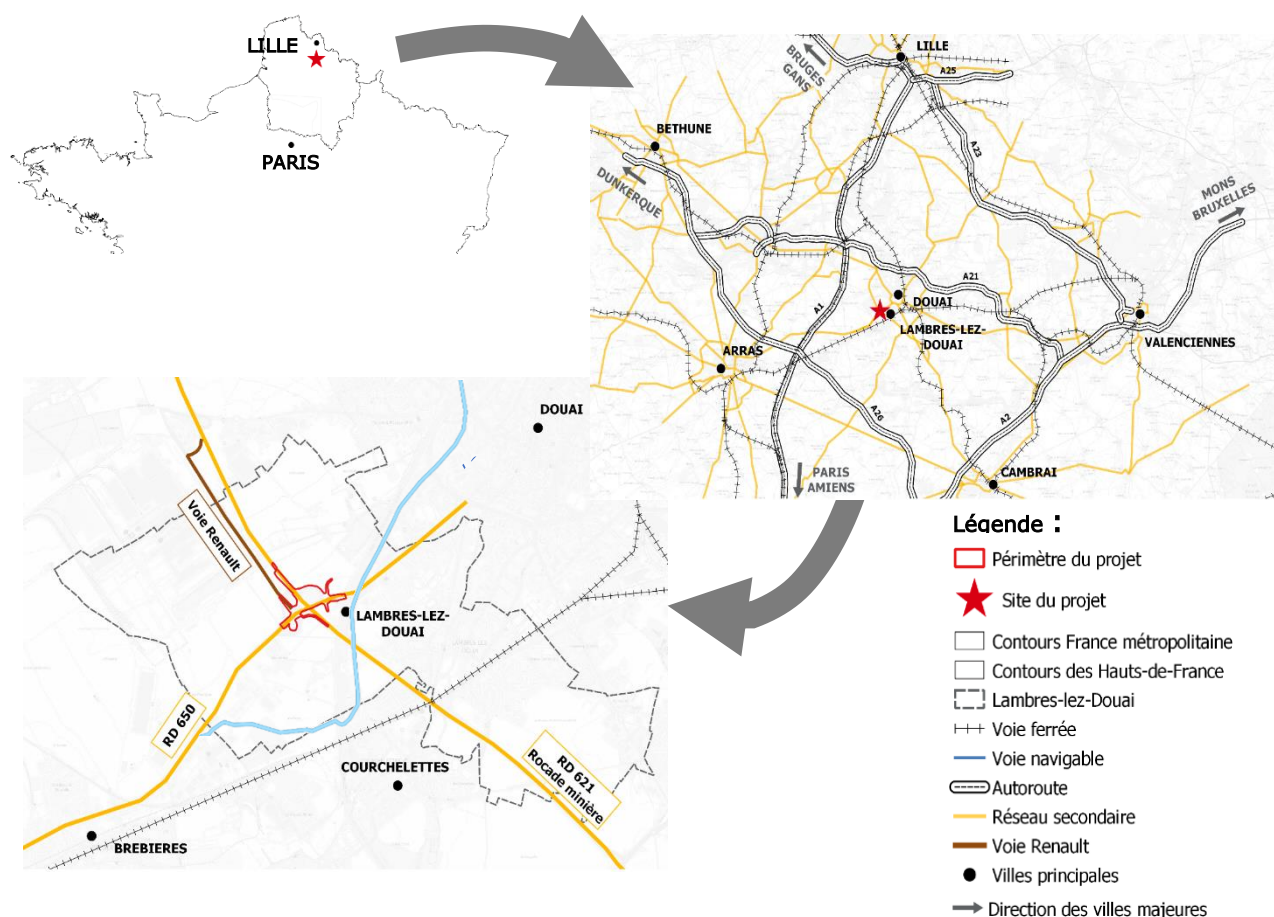 LILLE
PARIS
LILLE
BRUGES
GANS
A25
BETHUNE
A23
DUNKERQUE
MONS
BRUXELLES
A21
DOUAI
A1
LAMBRES-LEZ-
DOUAI
VALENCIENNES
ARRAS
A26
A2
PARIS
AMIENS
CAMBRAI
DOUAI
Voie Renault
LAMBRES-LEZ-
DOUAI
RD 650
COURCHELETTES
RD 621
Rocade minière
BREBIERES
Légende :
Périmètre du projet
Site du projet
Contours France métropolitaine
Contours des Hauts-de-France
Lambres-lez-Douai
Voie ferrée
Voie navigable
Autoroute
Réseau secondaire
Voie Renault
Villes principales
Direction des villes majeures